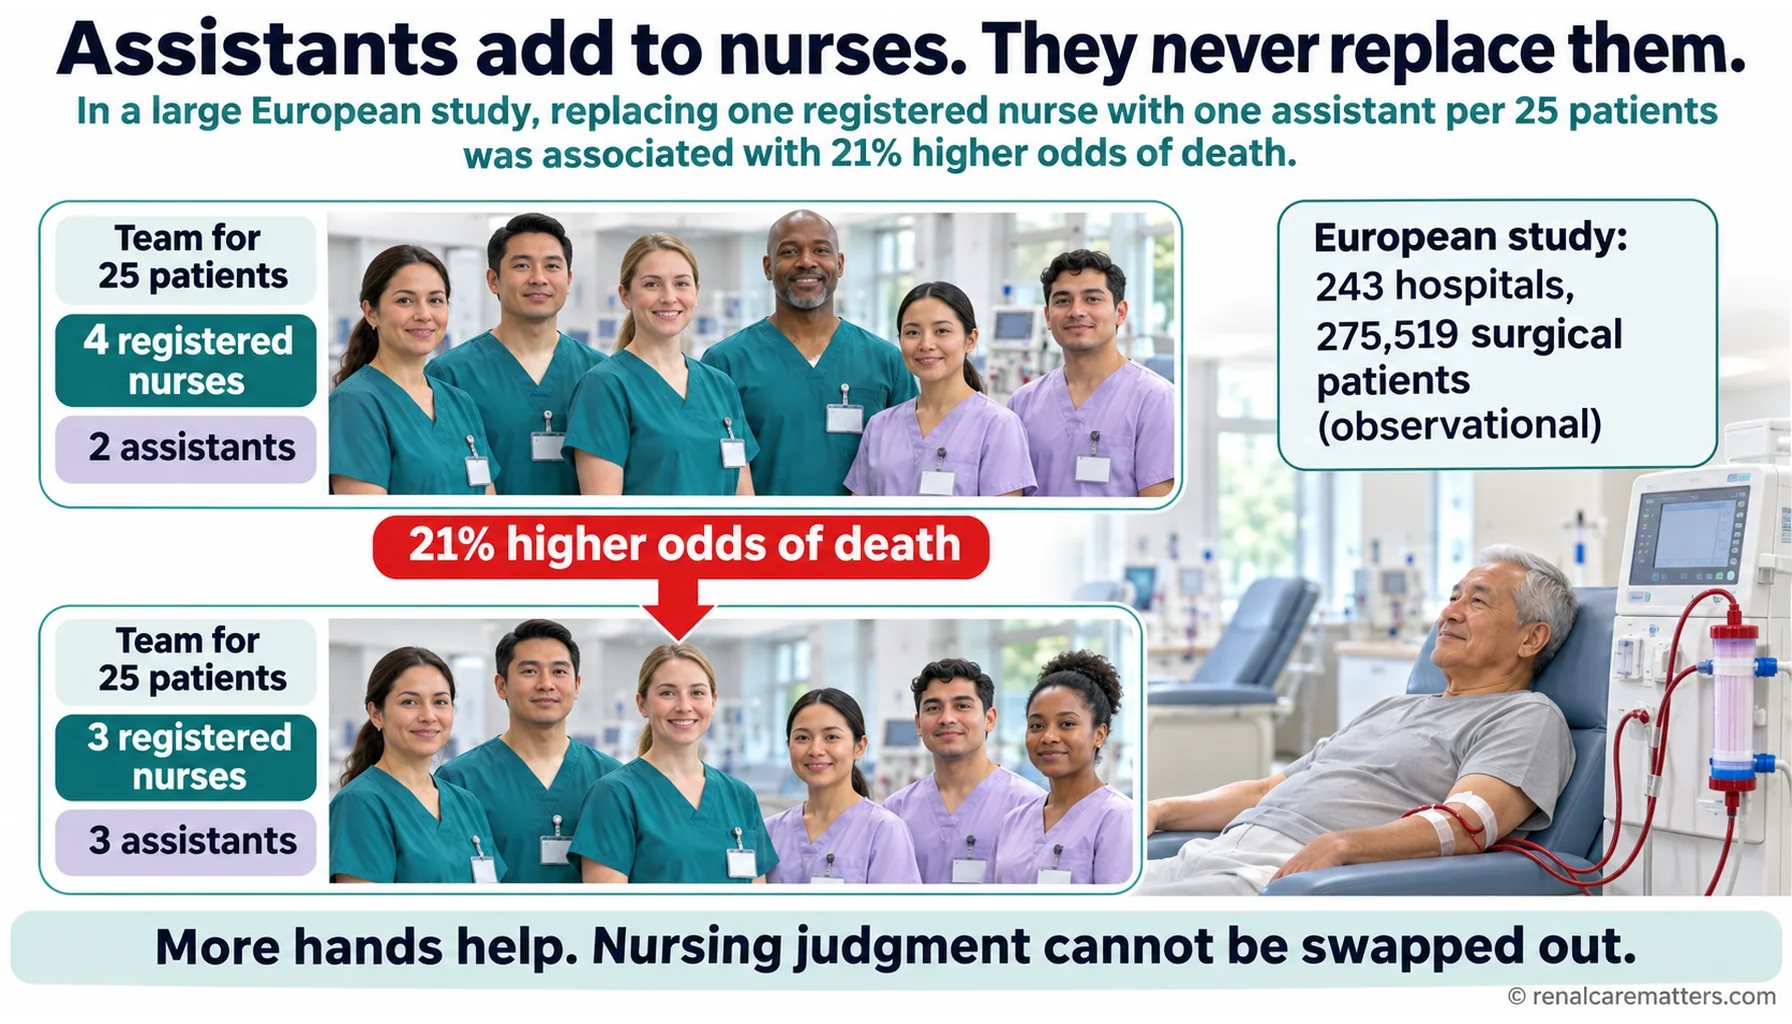 Assistants add to nurses. They never replace them.
In a large European study, replacing one registered nurse with one assistant per 25 patients
was associated with 21% higher odds of death.
Team for
25 patients
4 registered
nurses
2 assistants
European study:
243 hospitals,
275,519 surgical
patients
(observational)
21% higher odds of death
Team for
25 patients
3 registered
nurses
3 assistants
More hands help. Nursing judgment cannot be swapped out.
© renalcarematters.com